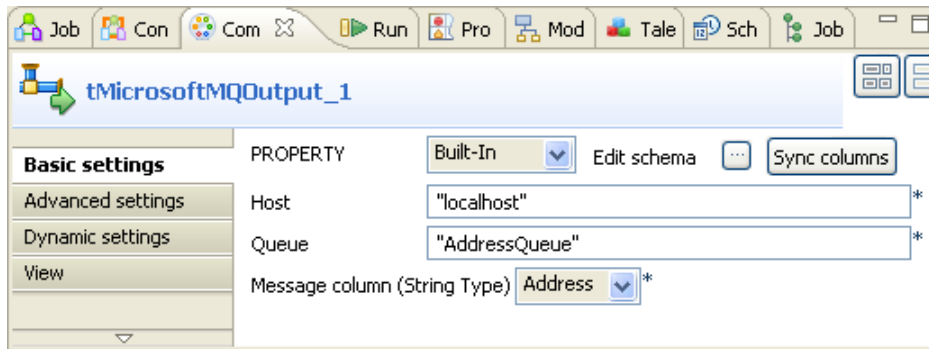 Job Con Com Run Pro Mod Tale Sch Job
tMicrosoftMQOutput_1
Basic settings
Advanced settings
Dynamic settings
View
PROPERTY Built-In Edit schema ... Sync columns
Host "localhost" *
Queue "AddressQueue" *
Message column (String Type) Address *